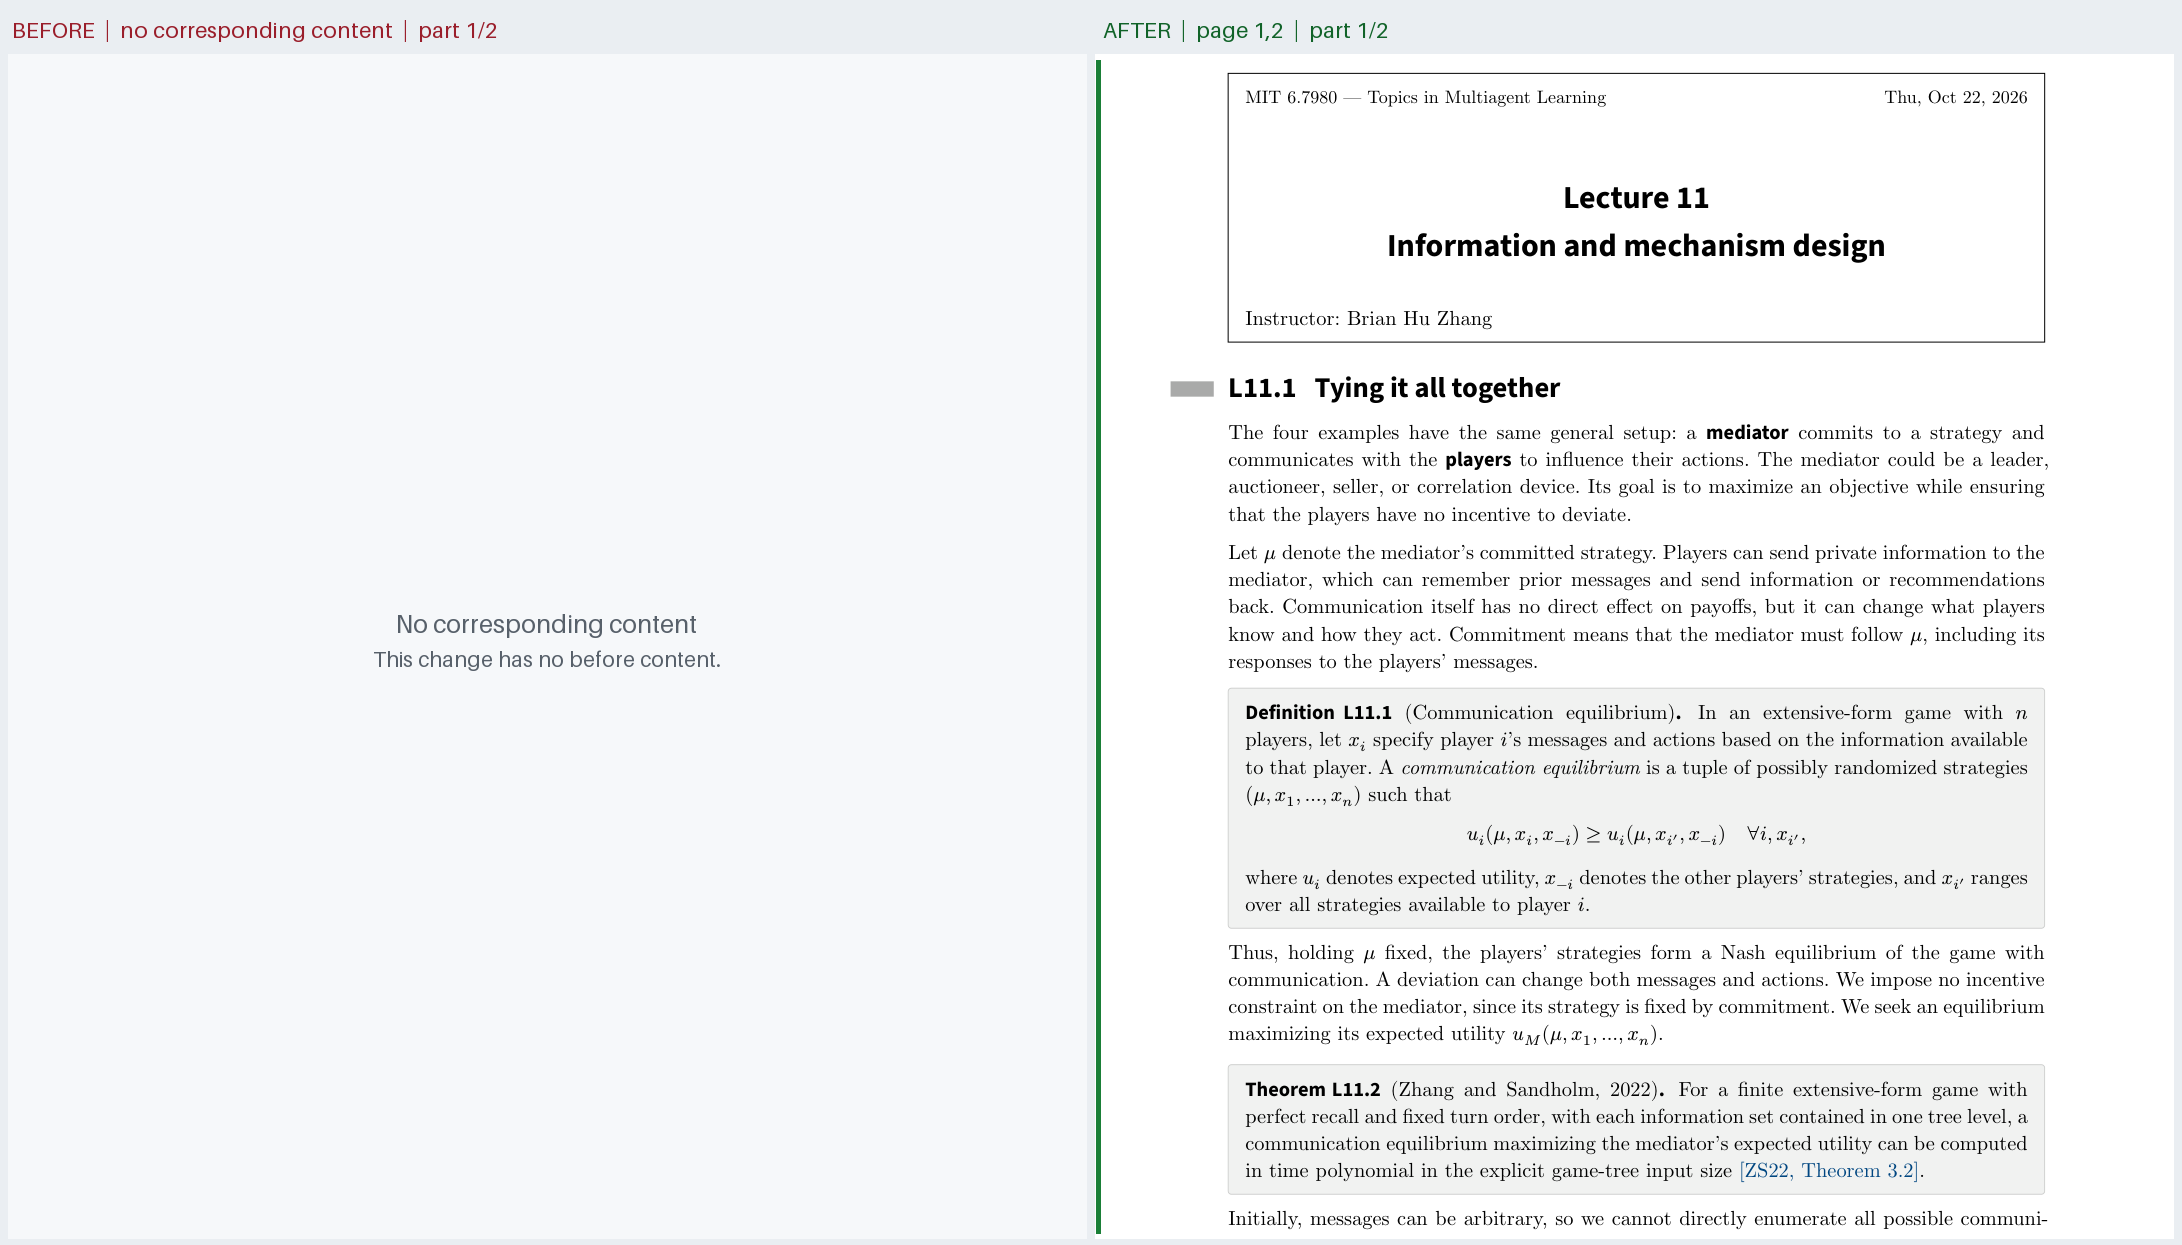 BEFORE | no corresponding content | part 1/2
No corresponding content
This change has no before content.
AFTER | page 1,2 | part 1/2
MIT 6.7980 — Topics in Multiagent Learning Thu, Oct 22, 2026
Lecture 11
Information and mechanism design
Instructor: Brian Hu Zhang
L11.1 Tying it all together
The four examples have the same general setup: a mediator commits to a strategy and
communicates with the players to influence their actions. The mediator could be a leader,
auctioneer, seller, or correlation device. Its goal is to maximize an objective while ensuring
that the players have no incentive to deviate.
Let μ denote the mediator's committed strategy. Players can send private information to the
mediator, which can remember prior messages and send information or recommendations
back. Communication itself has no direct effect on payoffs, but it can change what players
know and how they act. Commitment means that the mediator must follow μ, including its
responses to the players' messages.
Definition L11.1 (Communication equilibrium). In an extensive-form game with n
players, let x_i specify player i's messages and actions based on the information available
to that player. A communication equilibrium is a tuple of possibly randomized strategies
(μ, x_1, ..., x_n) such that
u_i(μ, x_i, x_{−i}) ≥ u_i(μ, x_{i′}, x_{−i}) ∀i, x_{i′},
where u_i denotes expected utility, x_{−i} denotes the other players' strategies, and x_{i′} ranges
over all strategies available to player i.
Thus, holding μ fixed, the players' strategies form a Nash equilibrium of the game with
communication. A deviation can change both messages and actions. We impose no incentive
constraint on the mediator, since its strategy is fixed by commitment. We seek an equilibrium
maximizing its expected utility u_M(μ, x_1, ..., x_n).
Theorem L11.2 (Zhang and Sandholm, 2022). For a finite extensive-form game with
perfect recall and fixed turn order, with each information set contained in one tree level, a
communication equilibrium maximizing the mediator's expected utility can be computed
in time polynomial in the explicit game-tree input size [ZS22, Theorem 3.2].
Initially, messages can be arbitrary, so we cannot directly enumerate all possible communi-